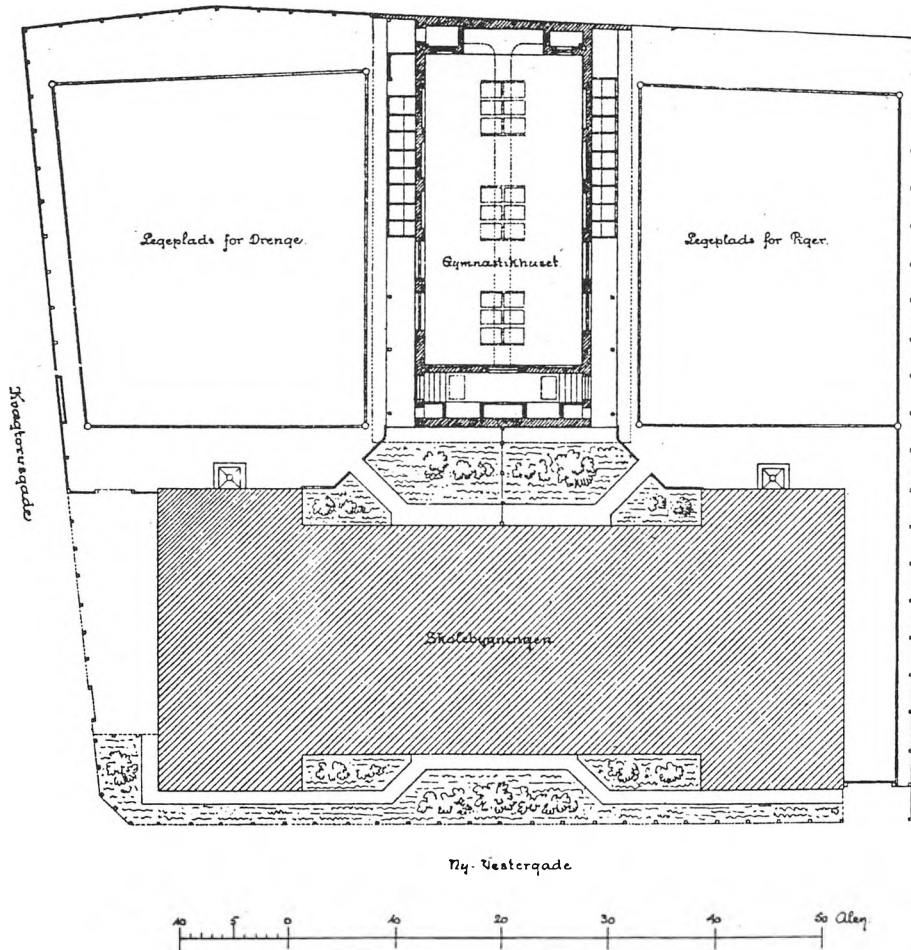 Legeplads for Drenge.
Gymnastikhuset.
Legeplads for Piger.
Kvægtorvsgade
Skolebygningen
Ny-Vestergade
10 5 0 10 20 30 40 50 Alen.